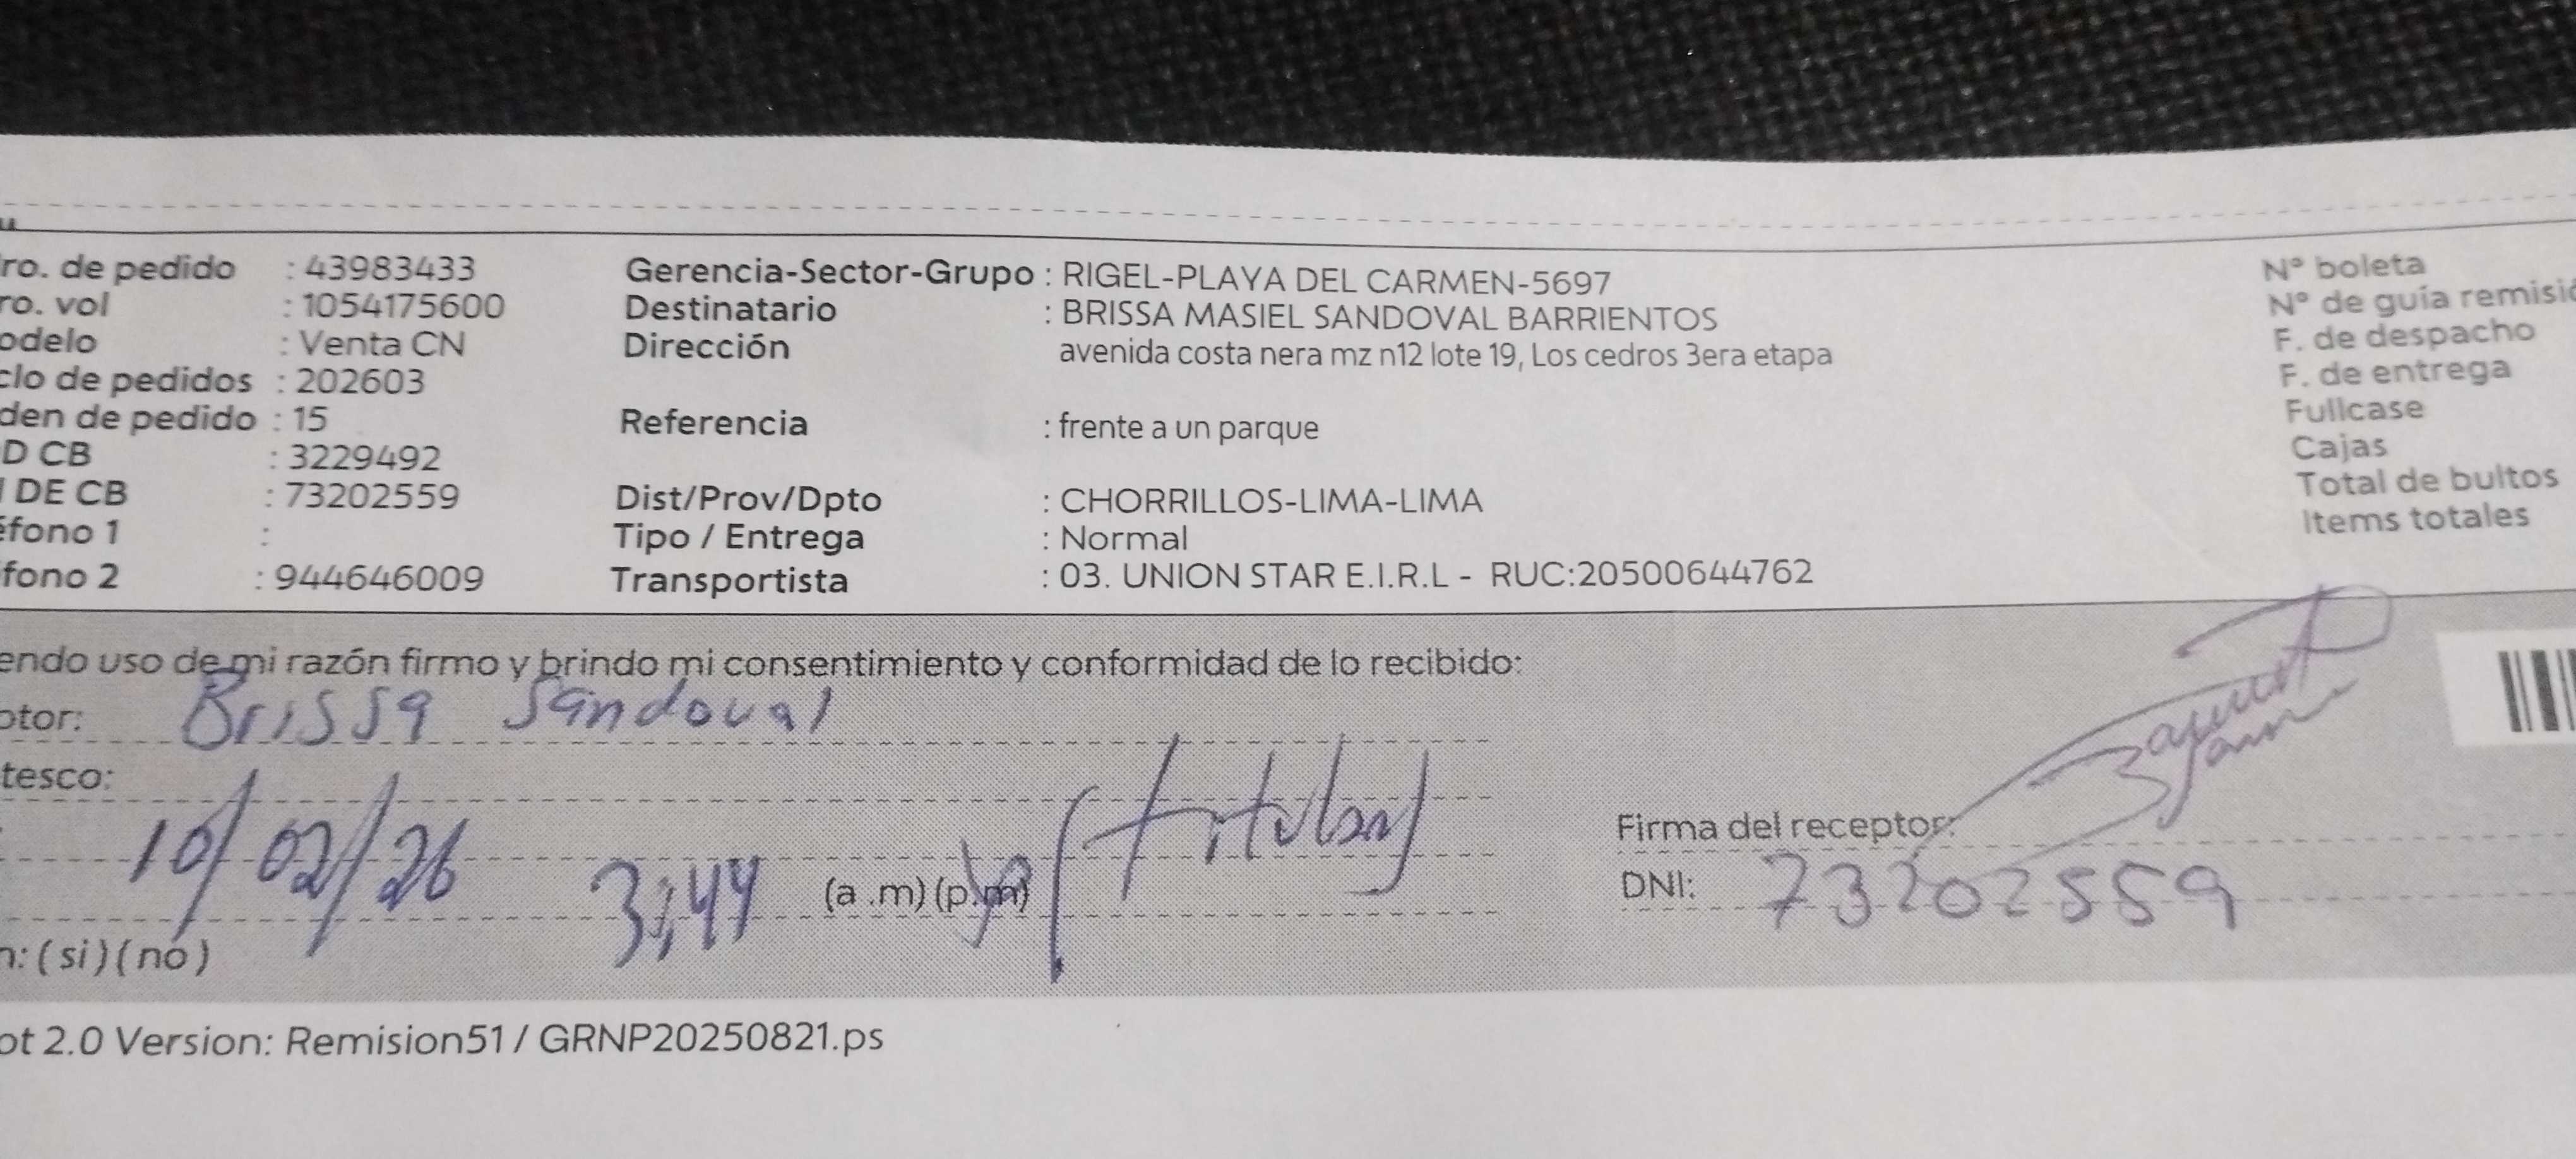 ro. de pedido : 43983433
ro. vol : 1054175600
odelo : Venta CN
clo de pedidos : 202603
den de pedido : 15
D CB : 3229492
DE CB : 73202559
éfono 1 :
fono 2 : 944646009
Gerencia-Sector-Grupo : RIGEL-PLAYA DEL CARMEN-5697
Destinatario : BRISSA MASIEL SANDOVAL BARRIENTOS
Dirección avenida costa nera mz n12 lote 19, Los cedros 3era etapa
Referencia : frente a un parque
Dist/Prov/Dpto : CHORRILLOS-LIMA-LIMA
Tipo / Entrega : Normal
Transportista : 03. UNION STAR E.I.R.L - RUC:20500644762
N° boleta
N° de guía remisió
F. de despacho
F. de entrega
Fullcase
Cajas
Total de bultos
Items totales
endo uso de mi razón firmo y brindo mi consentimiento y conformidad de lo recibido:
ptor: Brissa Sandoval
tesco: (titular)
10/02/26 3:44 (a .m) (p.m)
n: ( si ) ( no )
Firma del receptor:
DNI: 73202559
ot 2.0 Version: Remision51 / GRNP20250821.ps